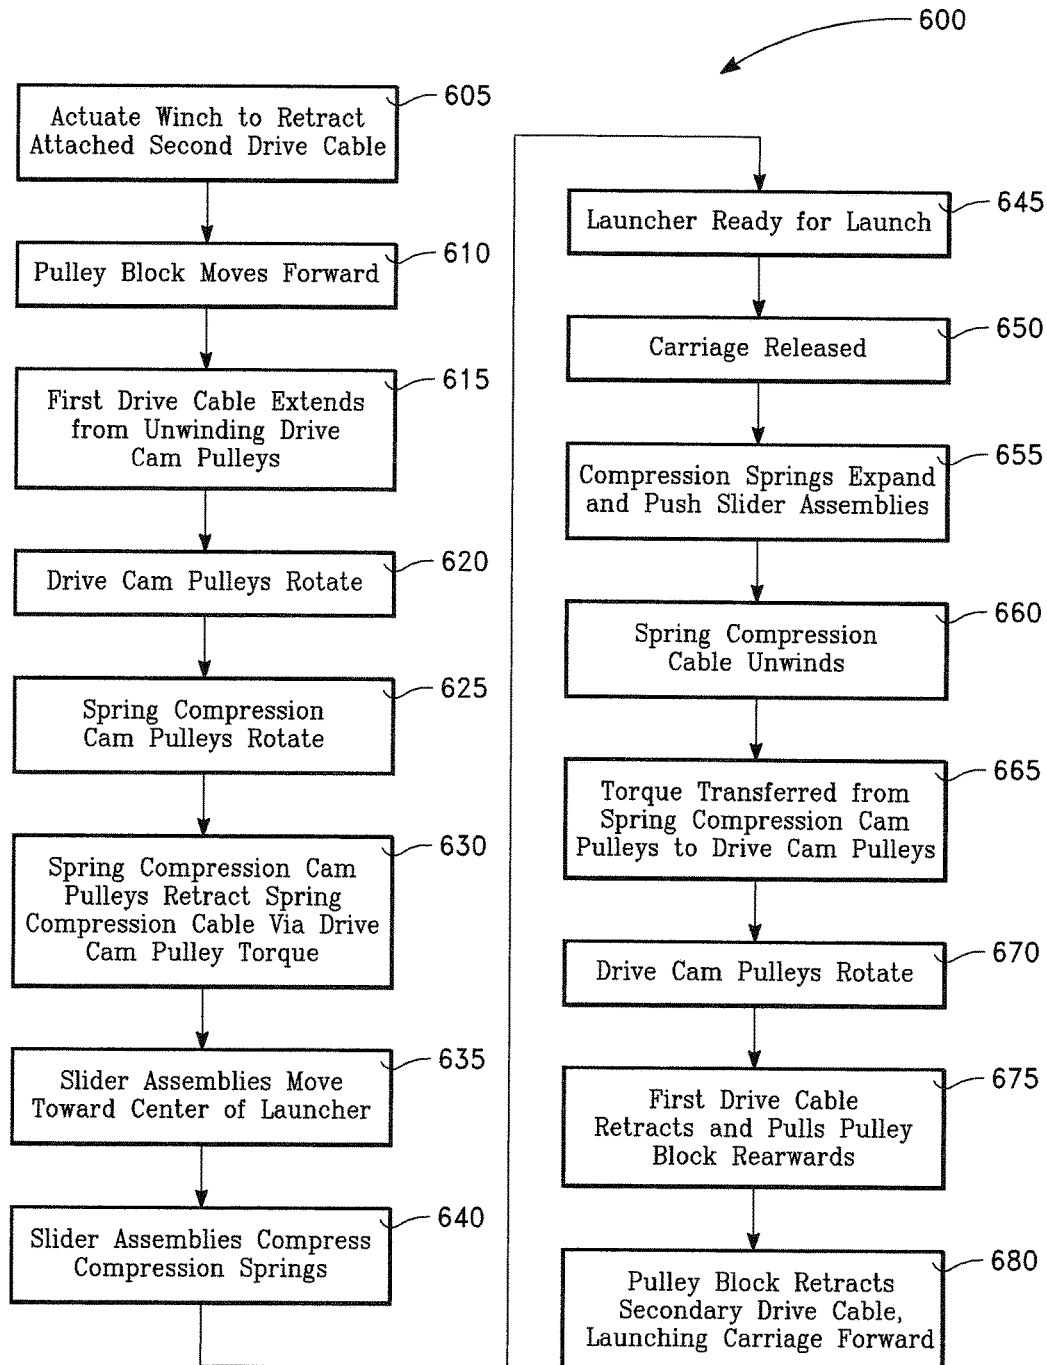 600
605
Actuate Winch to Retract
Attached Second Drive Cable
610
Pulley Block Moves Forward
615
First Drive Cable Extends
from Unwinding Drive
Cam Pulleys
620
Drive Cam Pulleys Rotate
625
Spring Compression
Cam Pulleys Rotate
630
Spring Compression Cam
Pulleys Retract Spring
Compression Cable Via Drive
Cam Pulley Torque
635
Slider Assemblies Move
Toward Center of Launcher
640
Slider Assemblies Compress
Compression Springs
645
Launcher Ready for Launch
650
Carriage Released
655
Compression Springs Expand
and Push Slider Assemblies
660
Spring Compression
Cable Unwinds
665
Torque Transferred from
Spring Compression Cam
Pulleys to Drive Cam Pulleys
670
Drive Cam Pulleys Rotate
675
First Drive Cable
Retracts and Pulls Pulley
Block Rearwards
680
Pulley Block Retracts
Secondary Drive Cable,
Launching Carriage Forward